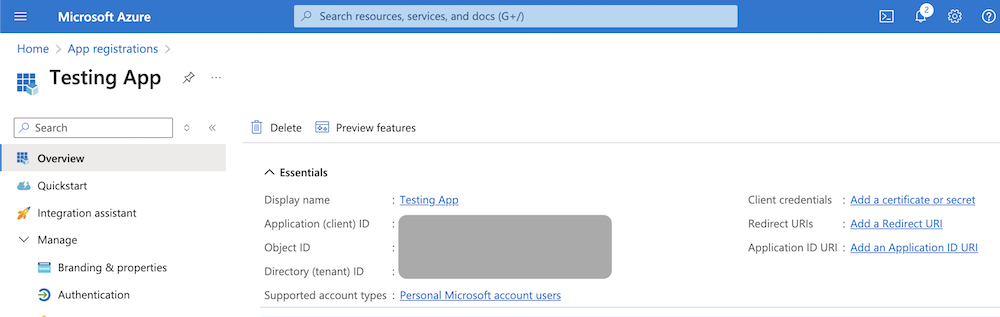 Microsoft Azure
Search resources, services, and docs (G+/)
2
Home > App registrations >
Testing App
Search
Delete
Preview features
Overview
Quickstart
Integration assistant
Manage
Branding & properties
Authentication
Essentials
Display name : Testing App
Application (client) ID :
Object ID :
Directory (tenant) ID :
Supported account types : Personal Microsoft account users
Client credentials : Add a certificate or secret
Redirect URIs : Add a Redirect URI
Application ID URI : Add an Application ID URI